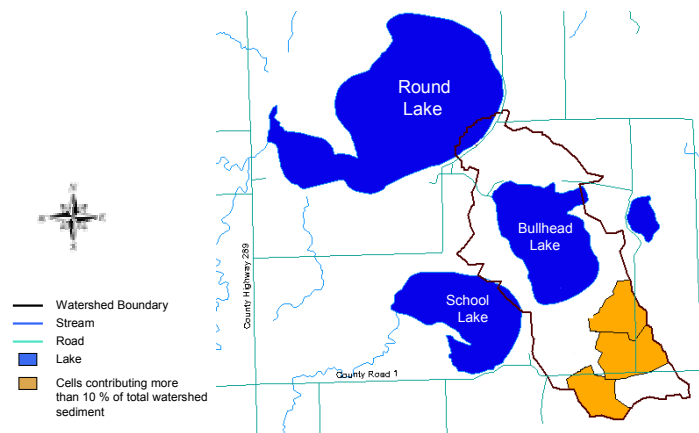 Round
Lake
Bullhead
Lake
School
Lake
County Highway 289
County Road 1
Watershed Boundary
Stream
Road
Lake
Cells contributing more
than 10 % of total watershed
sediment